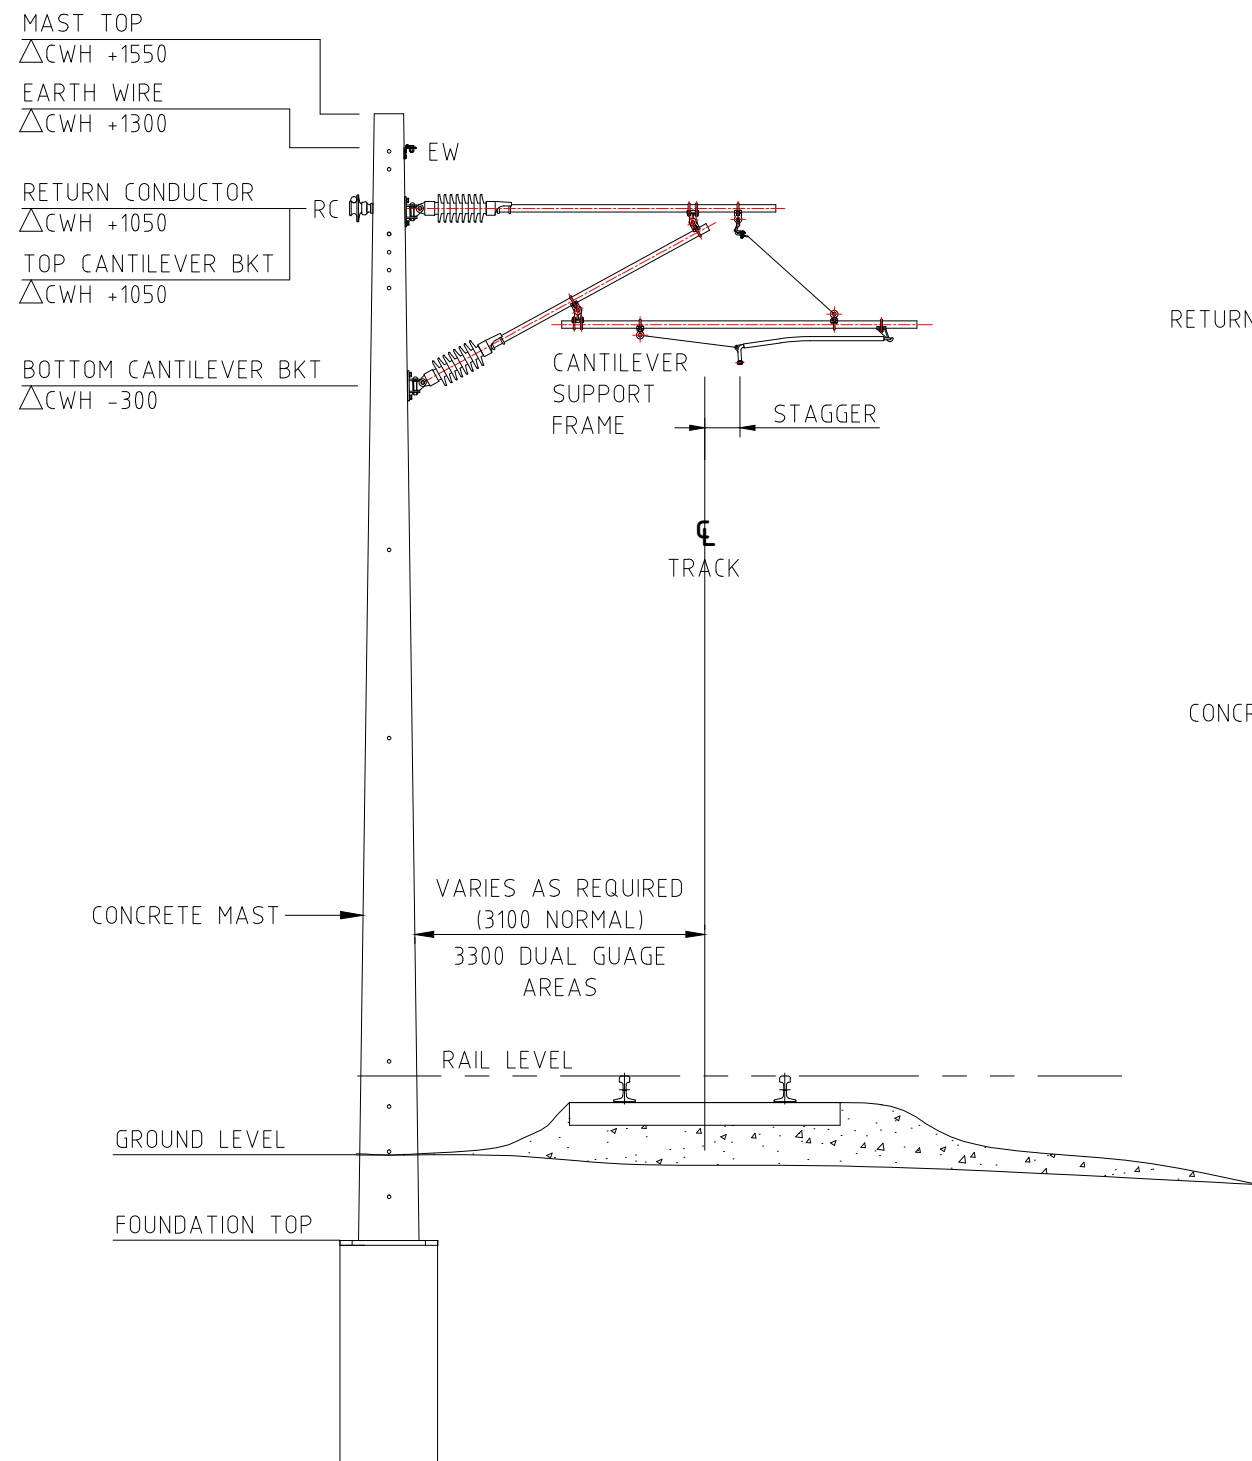 MAST TOP
△CWH +1550
EARTH WIRE
△CWH +1300
EW
RETURN CONDUCTOR
RC
△CWH +1050
TOP CANTILEVER BKT
△CWH +1050
RETURN
BOTTOM CANTILEVER BKT
△CWH -300
CANTILEVER
SUPPORT
FRAME
STAGGER
℄
TRACK
CONCR
VARIES AS REQUIRED
(3100 NORMAL)
CONCRETE MAST
3300 DUAL GUAGE
AREAS
RAIL LEVEL
GROUND LEVEL
FOUNDATION TOP